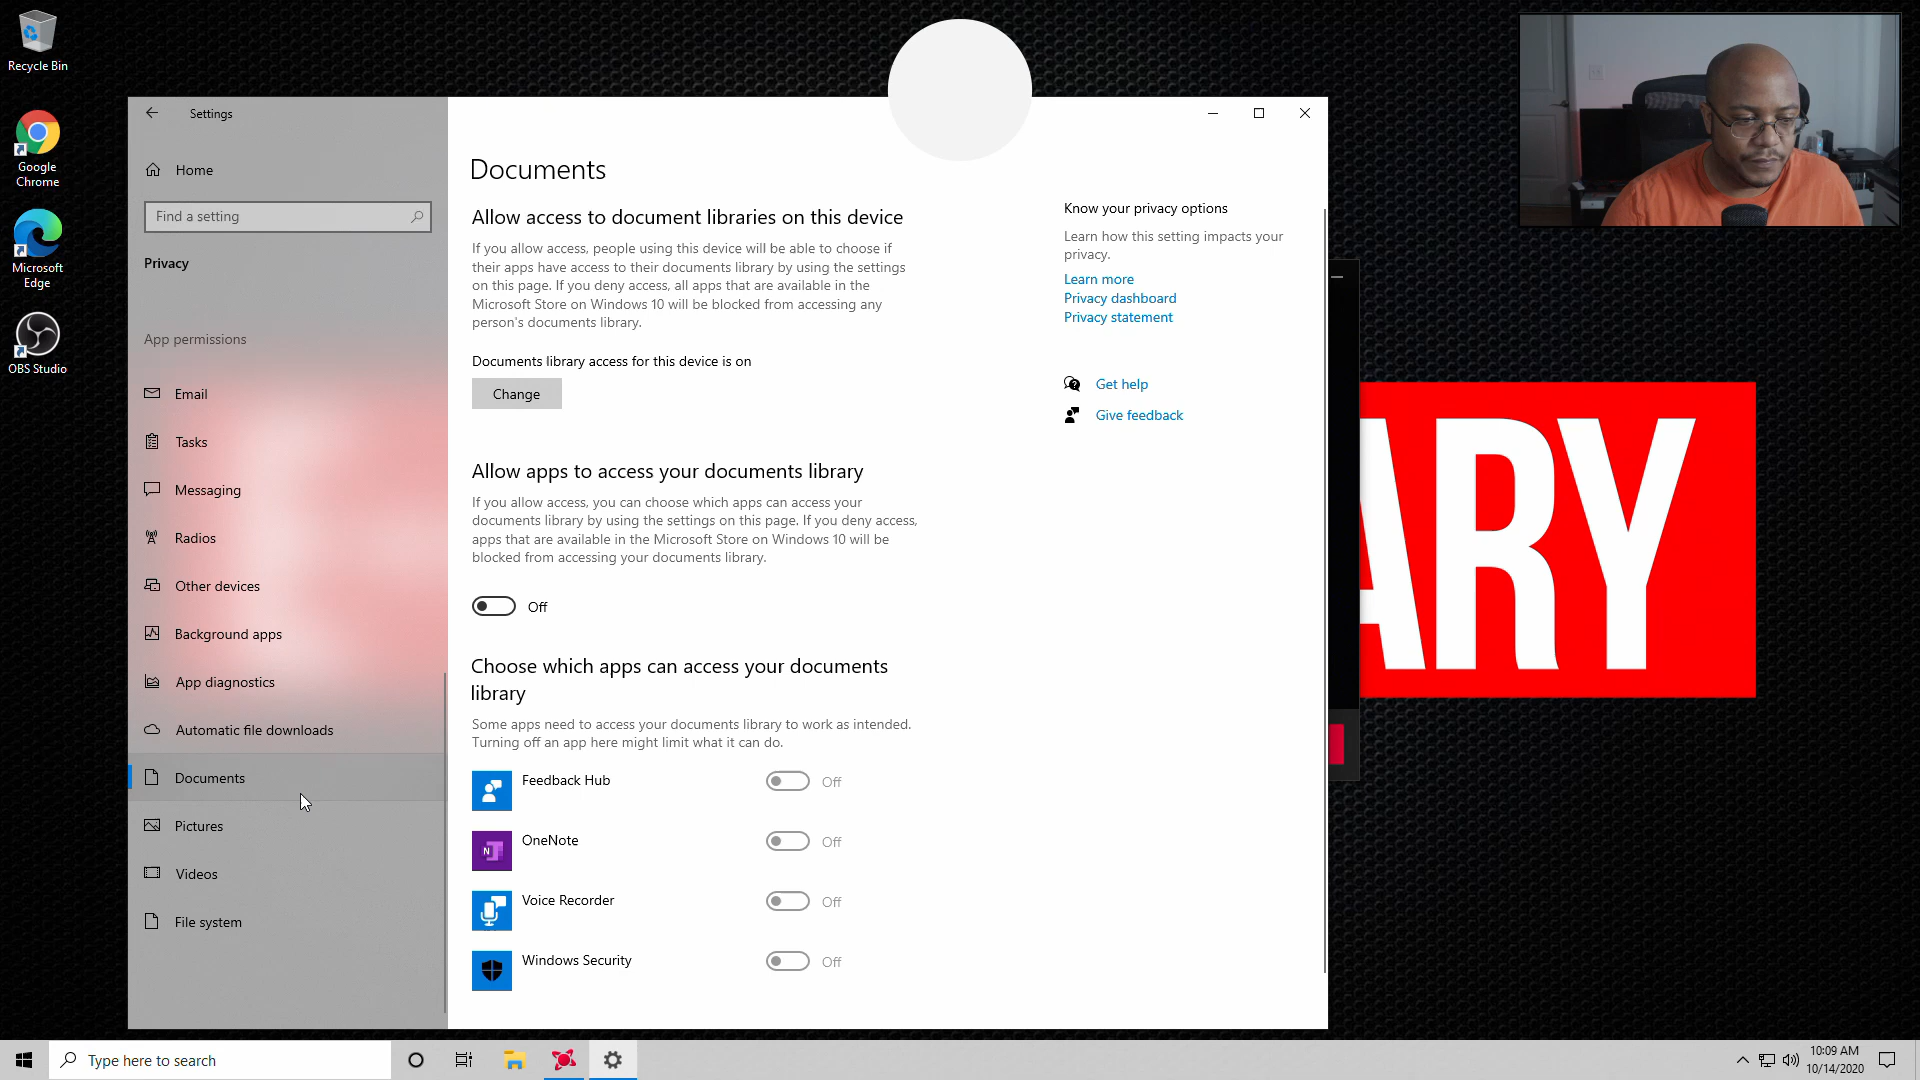 Recycle Bin
Google
Chrome
Microsoft
Edge
OBS Studio
Settings
Home
Find a setting
Privacy
App permissions
Email
Tasks
Messaging
Radios
Other devices
Background apps
App diagnostics
Automatic file downloads
Documents
Pictures
Videos
File system
Documents
Allow access to document libraries on this device
If you allow access, people using this device will be able to choose if
their apps have access to their documents library by using the settings
on this page. If you deny access, all apps that are available in the
Microsoft Store on Windows 10 will be blocked from accessing any
person's documents library.
Documents library access for this device is on
Change
Allow apps to access your documents library
If you allow access, you can choose which apps can access your
documents library by using the settings on this page. If you deny access,
apps that are available in the Microsoft Store on Windows 10 will be
blocked from accessing your documents library.
Off
Choose which apps can access your documents
library
Some apps need to access your documents library to work as intended.
Turning off an app here might limit what it can do.
Feedback Hub
Off
OneNote
Off
Voice Recorder
Off
Windows Security
Off
Know your privacy options
Learn how this setting impacts your
privacy.
Learn more
Privacy dashboard
Privacy statement
Get help
Give feedback
ARY
Type here to search
10:09 AM
10/14/2020